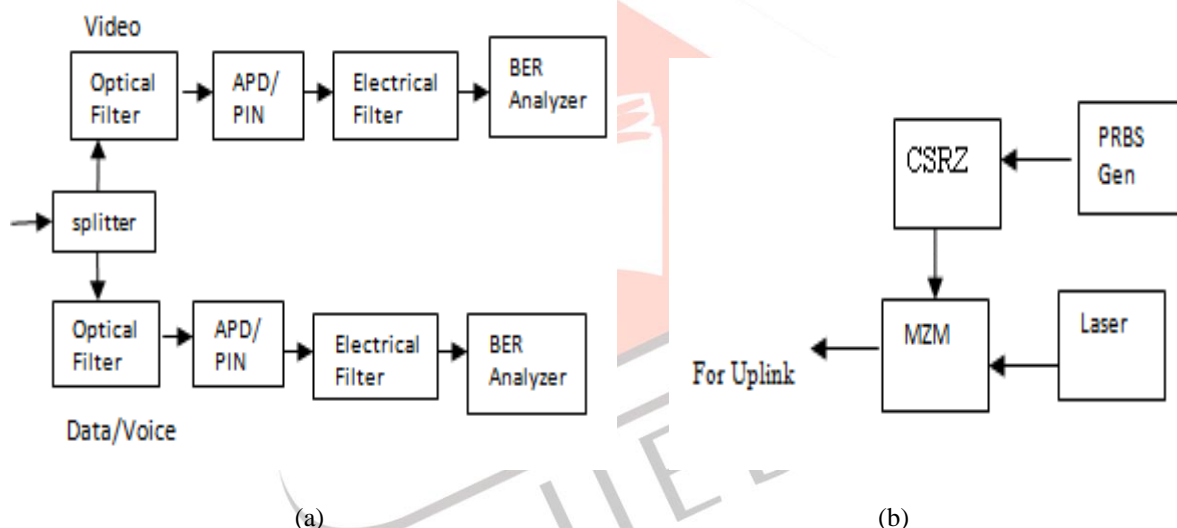 Video
Optical
Filter
APD/
PIN
Electrical
Filter
BER
Analyzer
splitter
Optical
Filter
APD/
PIN
Electrical
Filter
BER
Analyzer
Data/Voice
(a)
CSRZ
PRBS
Gen
MZM
Laser
For Uplink
(b)